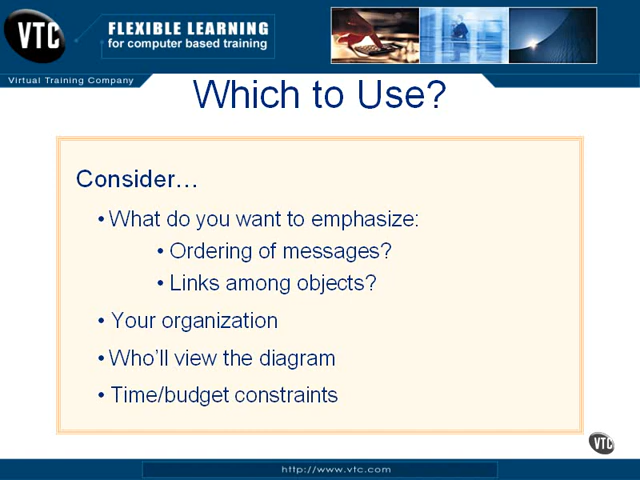 VTC
FLEXIBLE LEARNING
for computer based training
Virtual Training Company
Which to Use?
Consider...
• What do you want to emphasize:
• Ordering of messages?
• Links among objects?
• Your organization
• Who'll view the diagram
• Time/budget constraints
VTC
http://www.vtc.com